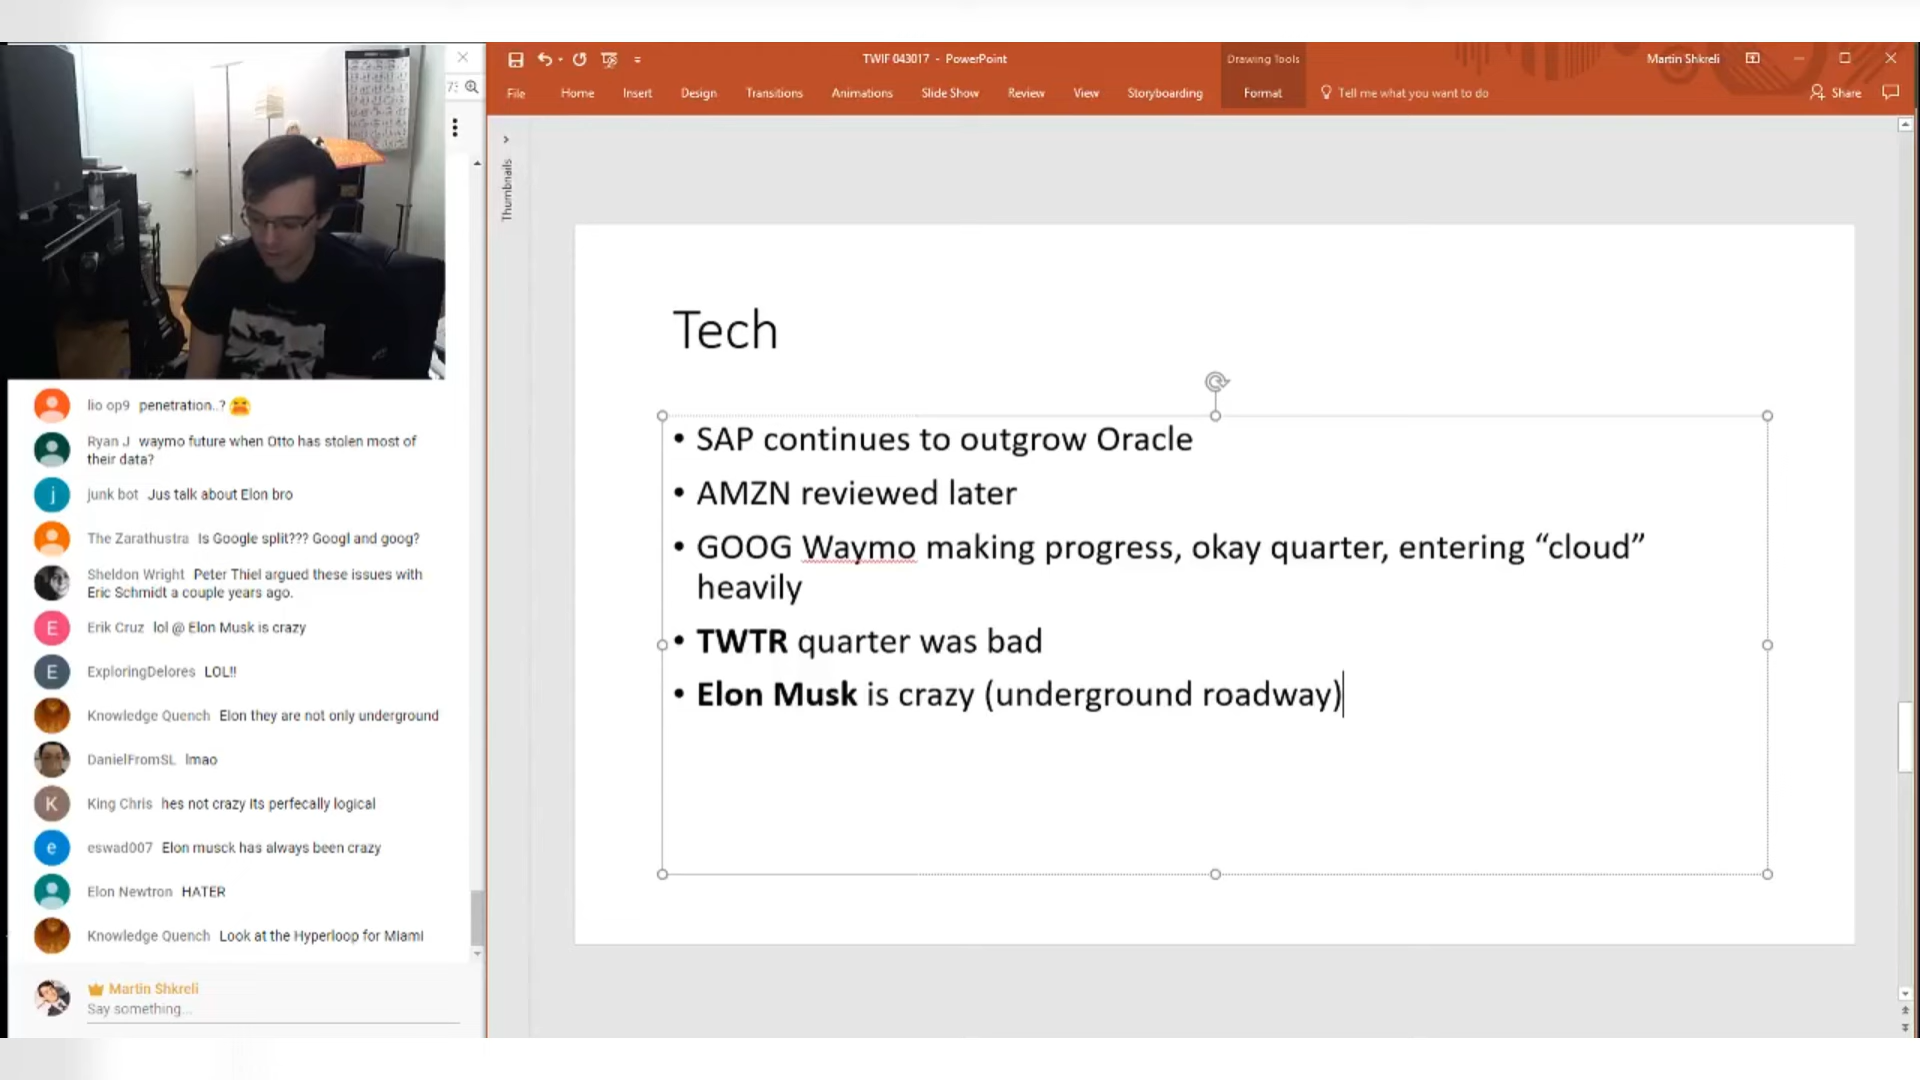 TWIF 043017 - PowerPoint
Drawing Tools
Martin Shkreli
File
Home
Insert
Design
Transitions
Animations
Slide Show
Review
View
Storyboarding
Format
Tell me what you want to do
Share
Thumbnails
Tech
• SAP continues to outgrow Oracle
• AMZN reviewed later
• GOOG Waymo making progress, okay quarter, entering “cloud”
heavily
• TWTR quarter was bad
• Elon Musk is crazy (underground roadway)
lio op9 penetration..?
Ryan J waymo future when Otto has stolen most of
their data?
j
junk bot Jus talk about Elon bro
The Zarathustra Is Google split??? Googl and goog?
Sheldon Wright Peter Thiel argued these issues with
Eric Schmidt a couple years ago.
E
Erik Cruz lol @ Elon Musk is crazy
E
ExploringDelores LOL!!
Knowledge Quench Elon they are not only underground
DanielFromSL lmao
K
King Chris hes not crazy its perfecally logical
e
eswad007 Elon musck has always been crazy
Elon Newtron HATER
Knowledge Quench Look at the Hyperloop for Miami
Martin Shkreli
Say something...